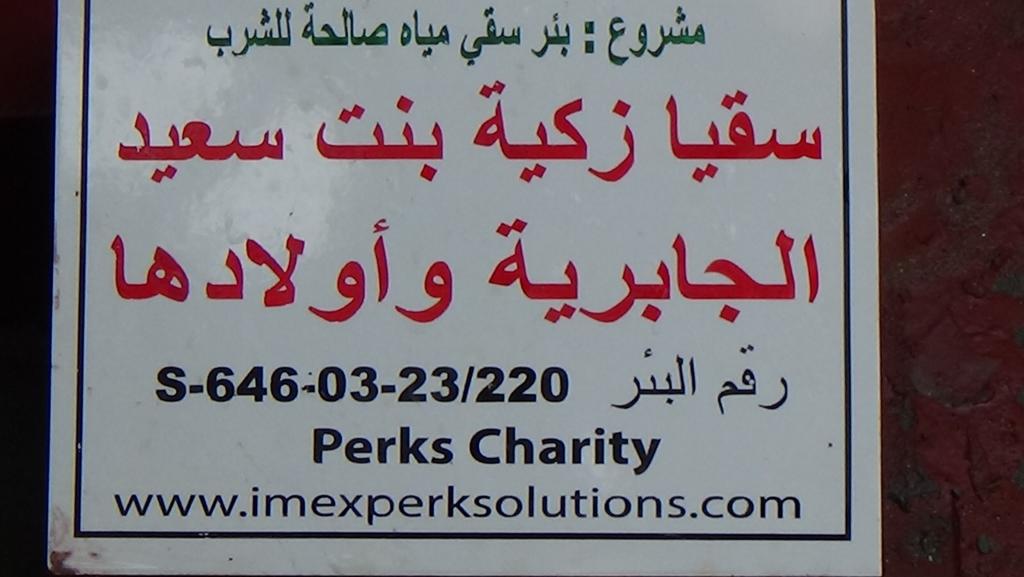 مشروع : بئر سقي مياه صالحة للشرب
سقيا زكية بنت سعيد
الجابرية وأولادها
رقم البئر S-646-03-23/220
Perks Charity
www.imexperksolutions.com